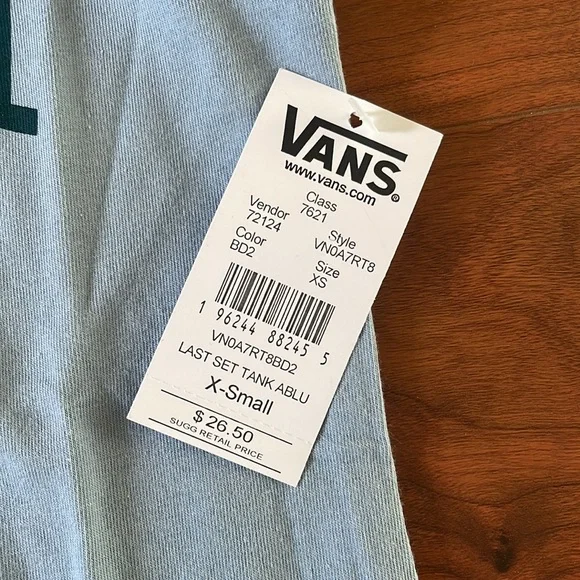 VANS®
www.vans.com
Class
7621
Vendor
72124
Style
VN0A7RT8
Color
BD2
Size
XS
1 96244 88245 5
VN0A7RT8BD2
LAST SET TANK ABLU
X-Small
$ 26.50
SUGG RETAIL PRICE